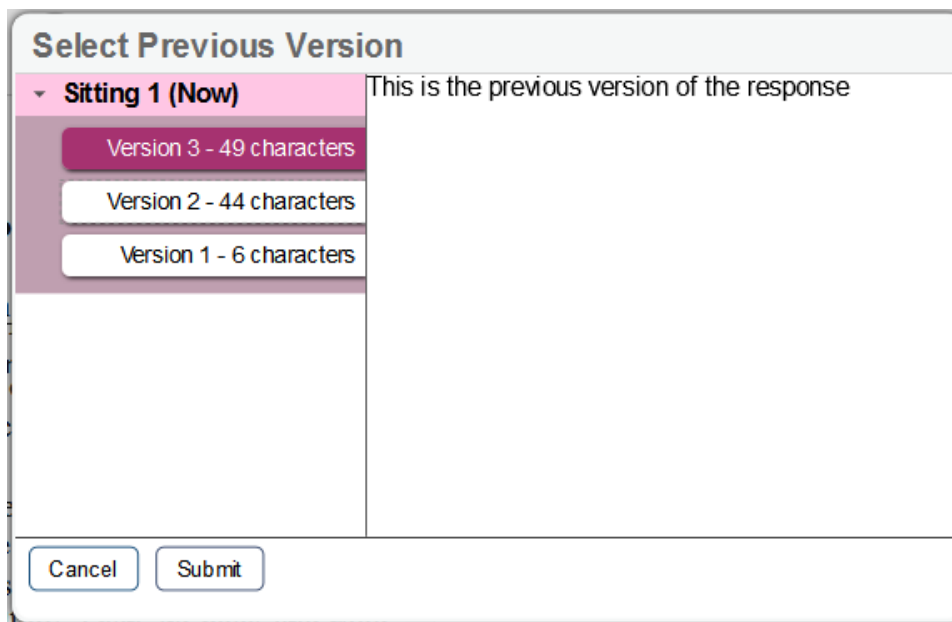 Select Previous Version
Sitting 1 (Now)
This is the previous version of the response
Version 3 - 49 characters
Version 2 - 44 characters
Version 1 - 6 characters
Cancel
Submit